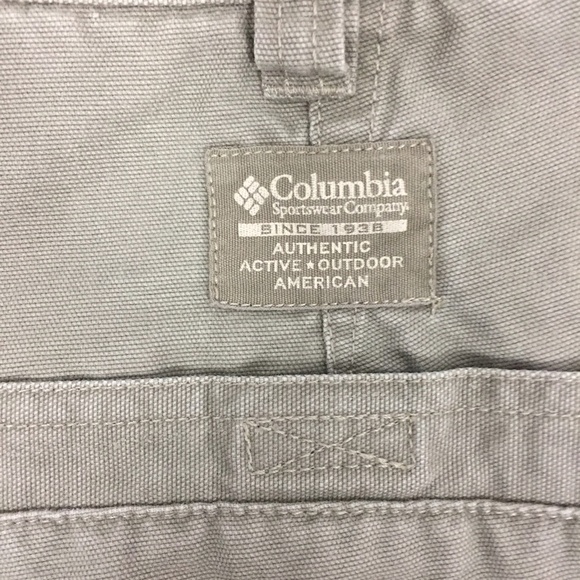 Columbia
Sportswear Company
SINCE 1938
AUTHENTIC
ACTIVE ★ OUTDOOR
AMERICAN